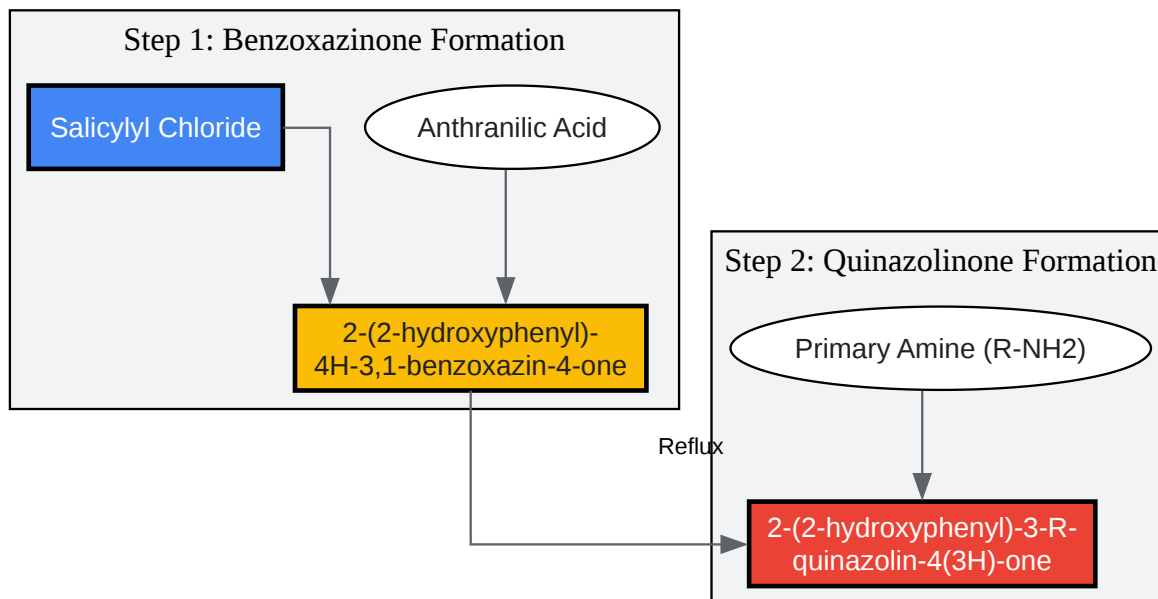 Step 1: Benzoxazinone Formation
Salicylyl Chloride
Anthranilic Acid
2-(2-hydroxyphenyl)-
4H-3,1-benzoxazin-4-one
Step 2: Quinazolinone Formation
Primary Amine (R-NH2)
Reflux
2-(2-hydroxyphenyl)-3-R-
quinazolin-4(3H)-one